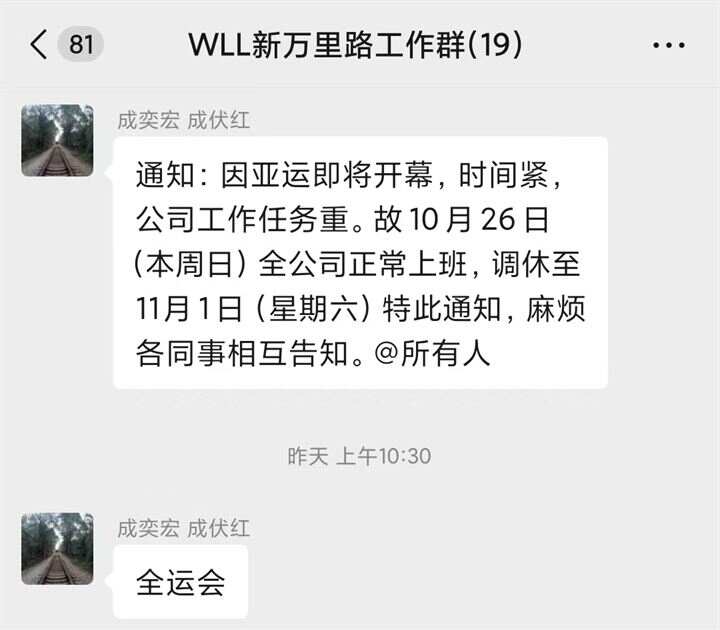 81
WLL新万里路工作群(19)
成奕宏 成伏红
通知：因亚运即将开幕，时间紧，
公司工作任务重。故10月26日
（本周日）全公司正常上班，调休至
11月1日（星期六）特此通知，麻烦
各同事相互告知。@所有人
昨天 上午10:30
成奕宏 成伏红
全运会